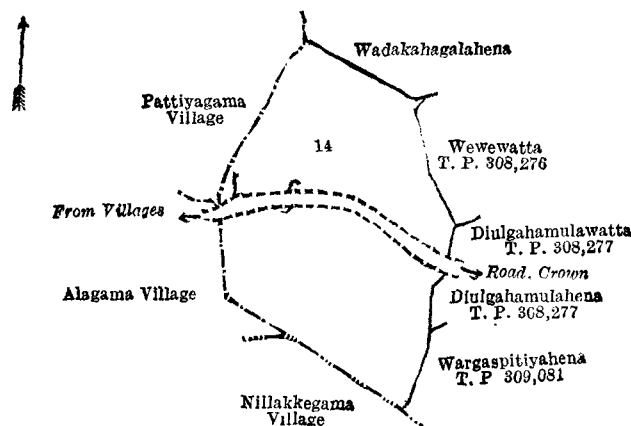 Wadakahagalahena
Pattiyagama
Village
14
Wewewatta
T. P. 308,276
From Villages
Diulgahamulawatta
T. P. 308,277
Road, Crown
Alagama Village
Diulgahamulahena
T. P. 308,277
Wargaspitiyahena
T. P 309,081
Nillakkegama
Village